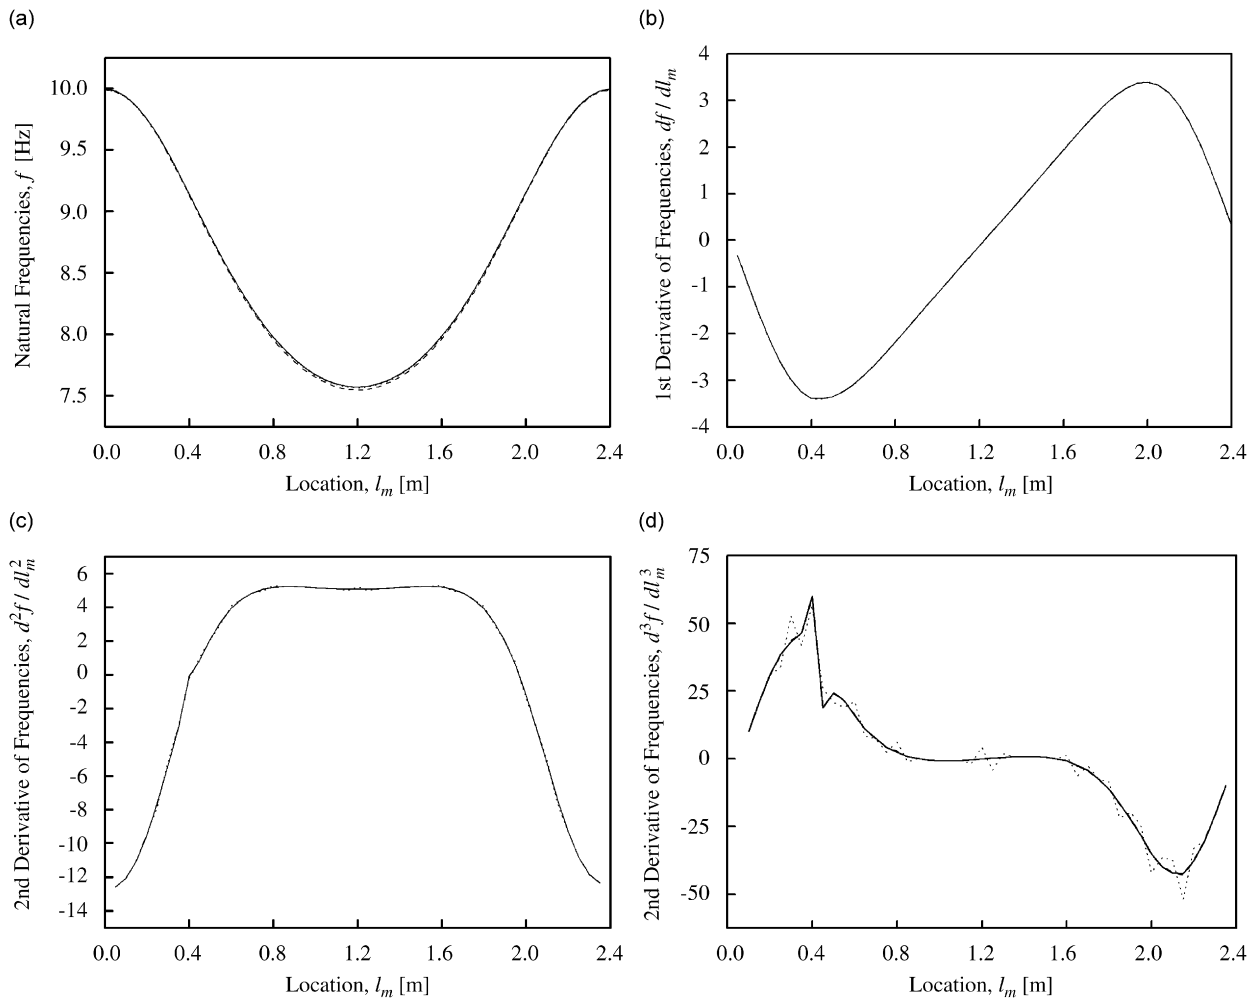 (a)
10.0
9.5
9.0
8.5
8.0
7.5
Natural Frequencies, f [Hz]
0.0 0.4 0.8 1.2 1.6 2.0 2.4
Location, lm [m]
(b)
4
3
2
1
0
-1
-2
-3
-4
1st Derivative of Frequencies, df / dlm
0.0 0.4 0.8 1.2 1.6 2.0 2.4
Location, lm [m]
(c)
6
4
2
0
-2
-4
-6
-8
-10
-12
-14
2nd Derivative of Frequencies, d²f / dlm²
0.0 0.4 0.8 1.2 1.6 2.0 2.4
Location, lm [m]
(d)
75
50
25
0
-25
-50
2nd Derivative of Frequencies, d³f / dlm³
0.0 0.4 0.8 1.2 1.6 2.0 2.4
Location, lm [m]